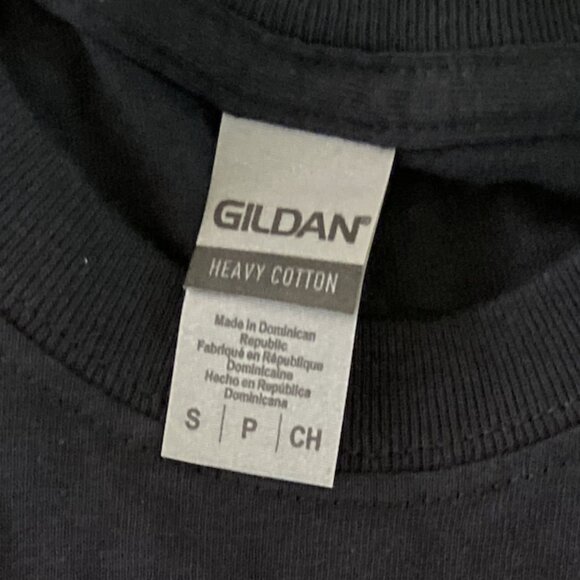 GILDAN®
HEAVY COTTON
Made in Dominican
Republic
Fabriqué en République
Dominicaine
Hecho en República
Dominicana
S | P | CH